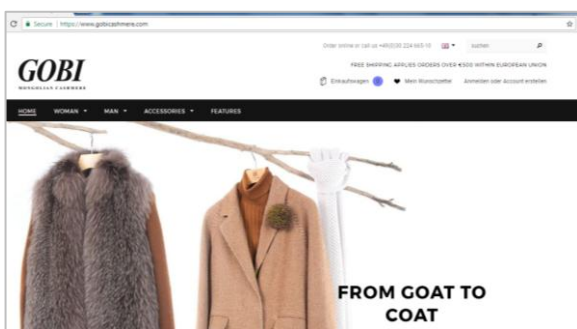 Secure | https://www.gobicashmere.com
Order online or call us +49(0)30 224 665 10
suchen
FREE SHIPPING APPLIES ORDERS OVER €500 WITHIN EUROPEAN UNION
GOBI
MONGOLIAN CASHMERE
Einkaufswagen
Mein Wunschzettel
Anmelden oder Account erstellen
HOME WOMAN MAN ACCESSORIES FEATURES
FROM GOAT TO
COAT